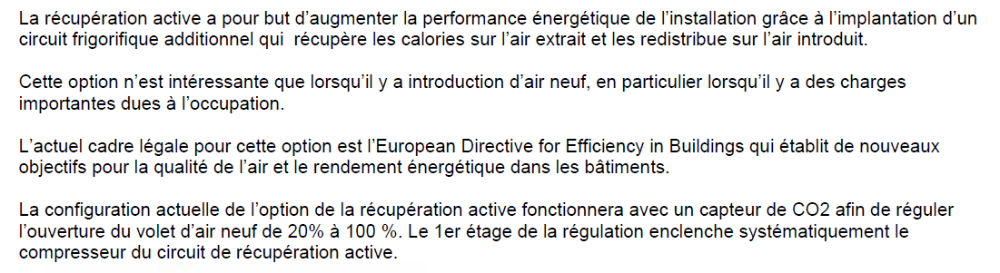 La récupération active a pour but d’augmenter la performance énergétique de l’installation grâce à l’implantation d’un
circuit frigorifique additionnel qui  récupère les calories sur l’air extrait et les redistribue sur l’air introduit.
Cette option n’est intéressante que lorsqu’il y a introduction d’air neuf, en particulier lorsqu’il y a des charges
importantes dues à l’occupation.
L’actuel cadre légale pour cette option est l’European Directive for Efficiency in Buildings qui établit de nouveaux
objectifs pour la qualité de l’air et le rendement énergétique dans les bâtiments.
La configuration actuelle de l’option de la récupération active fonctionnera avec un capteur de CO2 afin de réguler
l’ouverture du volet d’air neuf de 20% à 100 %. Le 1er étage de la régulation enclenche systématiquement le
compresseur du circuit de récupération active.